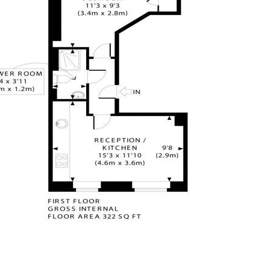 11'3 x 9'3
(3.4m x 2.8m)
WER ROOM
4 x 3'11
m x 1.2m)
IN
RECEPTION /
KITCHEN
15'3 x 11'10
(4.6m x 3.6m)
9'8
(2.9m)
FIRST FLOOR
GROSS INTERNAL
FLOOR AREA 322 SQ FT